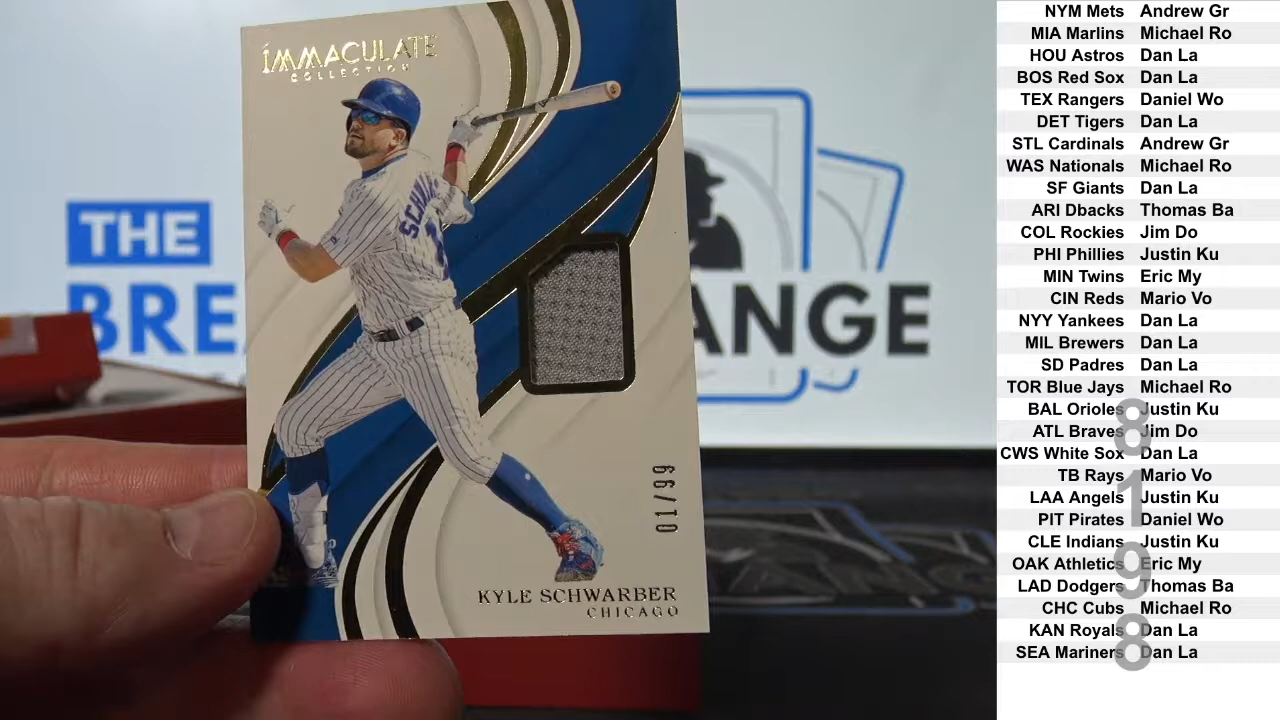 IMMACULATE
COLLECTION
SCHWAR
01/99
KYLE SCHWARBER
CHICAGO
THE
BRE
ANGE
NYM Mets Andrew Gr
MIA Marlins Michael Ro
HOU Astros Dan La
BOS Red Sox Dan La
TEX Rangers Daniel Wo
DET Tigers Dan La
STL Cardinals Andrew Gr
WAS Nationals Michael Ro
SF Giants Dan La
ARI Dbacks Thomas Ba
COL Rockies Jim Do
PHI Phillies Justin Ku
MIN Twins Eric My
CIN Reds Mario Vo
NYY Yankees Dan La
MIL Brewers Dan La
SD Padres Dan La
TOR Blue Jays Michael Ro
BAL Orioles Justin Ku
ATL Braves Jim Do
CWS White Sox Dan La
TB Rays Mario Vo
LAA Angels Justin Ku
PIT Pirates Daniel Wo
CLE Indians Justin Ku
OAK Athletics Eric My
LAD Dodgers Thomas Ba
CHC Cubs Michael Ro
KAN Royals Dan La
SEA Mariners Dan La
8198